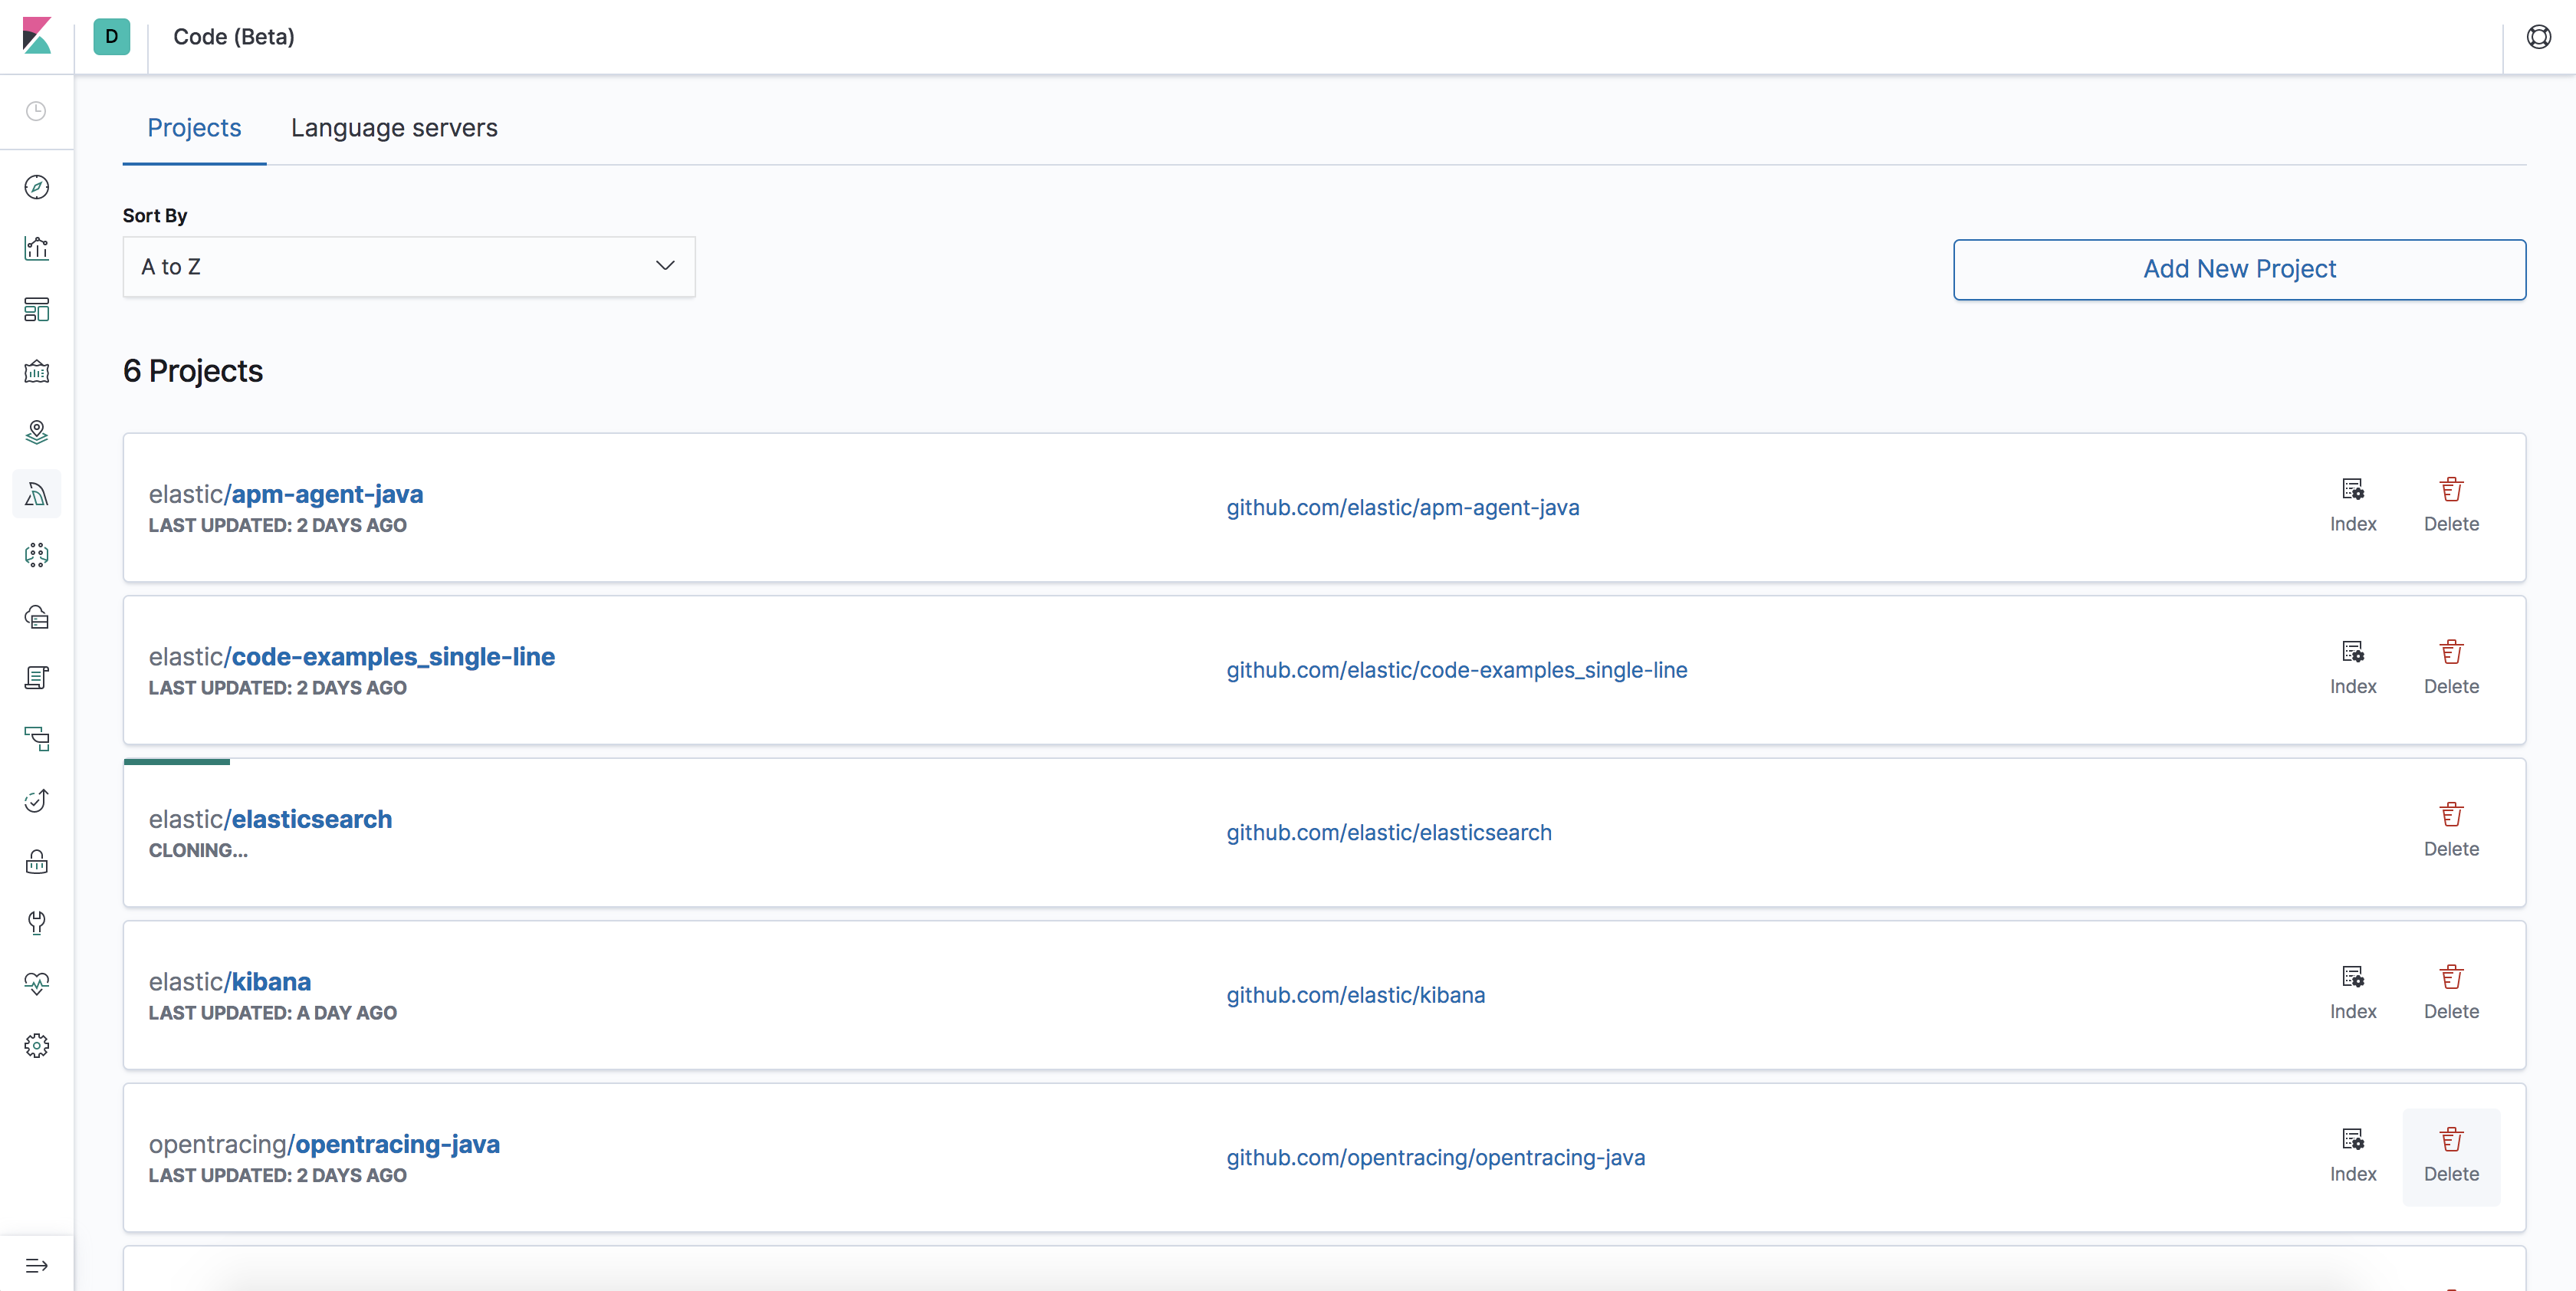 D
Code (Beta)
Projects
Language servers
Sort By
A to Z
Add New Project
6 Projects
elastic/apm-agent-java
LAST UPDATED: 2 DAYS AGO
github.com/elastic/apm-agent-java
Index
Delete
elastic/code-examples_single-line
LAST UPDATED: 2 DAYS AGO
github.com/elastic/code-examples_single-line
Index
Delete
elastic/elasticsearch
CLONING...
github.com/elastic/elasticsearch
Delete
elastic/kibana
LAST UPDATED: A DAY AGO
github.com/elastic/kibana
Index
Delete
opentracing/opentracing-java
LAST UPDATED: 2 DAYS AGO
github.com/opentracing/opentracing-java
Index
Delete